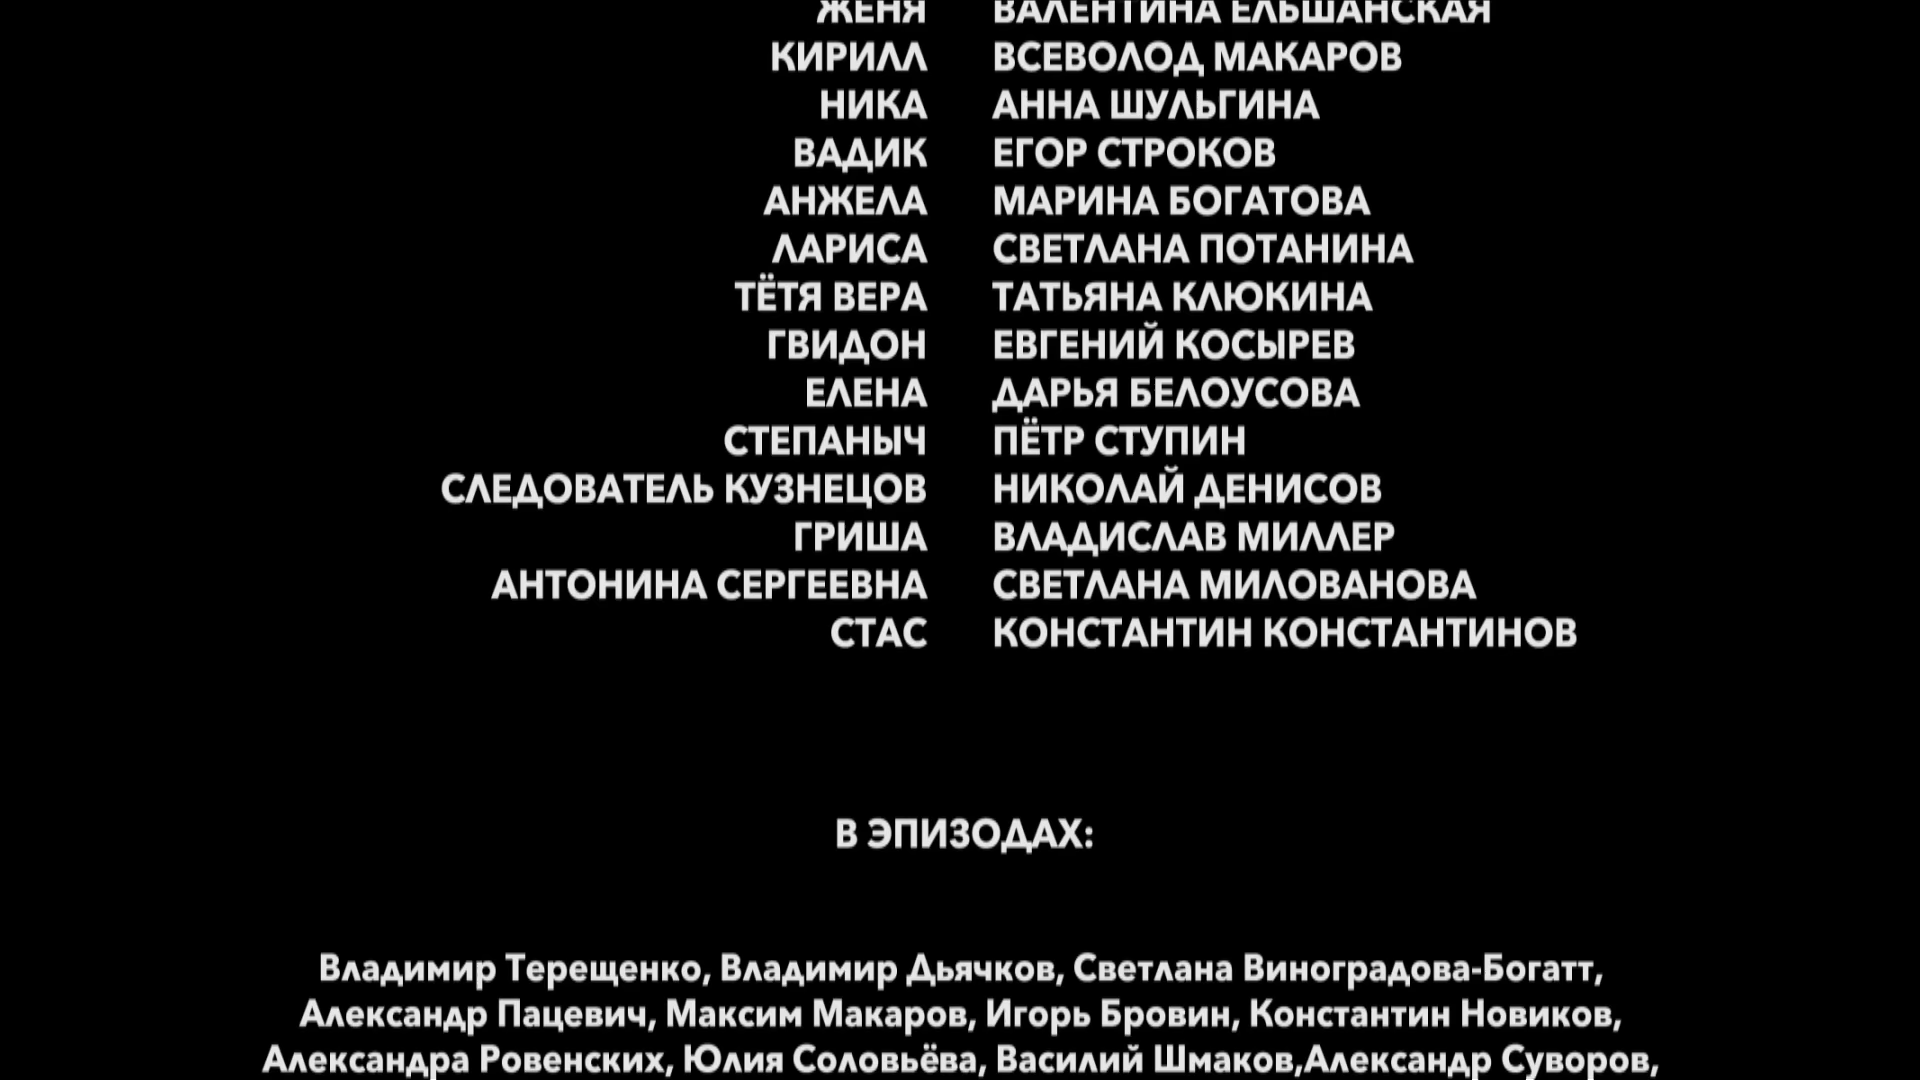 ЖЕНЯ ВАЛЕНТИНА ЕЛЬШАНСКАЯ
КИРИЛЛ ВСЕВОЛОД МАКАРОВ
НИКА АННА ШУЛЬГИНА
ВАДИК ЕГОР СТРОКОВ
АНЖЕЛА МАРИНА БОГАТОВА
ЛАРИСА СВЕТЛАНА ПОТАНИНА
ТЁТЯ ВЕРА ТАТЬЯНА КЛЮКИНА
ГВИДОН ЕВГЕНИЙ КОСЫРЕВ
ЕЛЕНА ДАРЬЯ БЕЛОУСОВА
СТЕПАНЫЧ ПЁТР СТУПИН
СЛЕДОВАТЕЛЬ КУЗНЕЦОВ НИКОЛАЙ ДЕНИСОВ
ГРИША ВЛАДИСЛАВ МИЛЛЕР
АНТОНИНА СЕРГЕЕВНА СВЕТЛАНА МИЛОВАНОВА
СТАС КОНСТАНТИН КОНСТАНТИНОВ
В ЭПИЗОДАХ:
Владимир Терещенко, Владимир Дьячков, Светлана Виноградова-Богатт,
Александр Пацевич, Максим Макаров, Игорь Бровин, Константин Новиков,
Александра Ровенских, Юлия Соловьёва, Василий Шмаков,Александр Суворов,